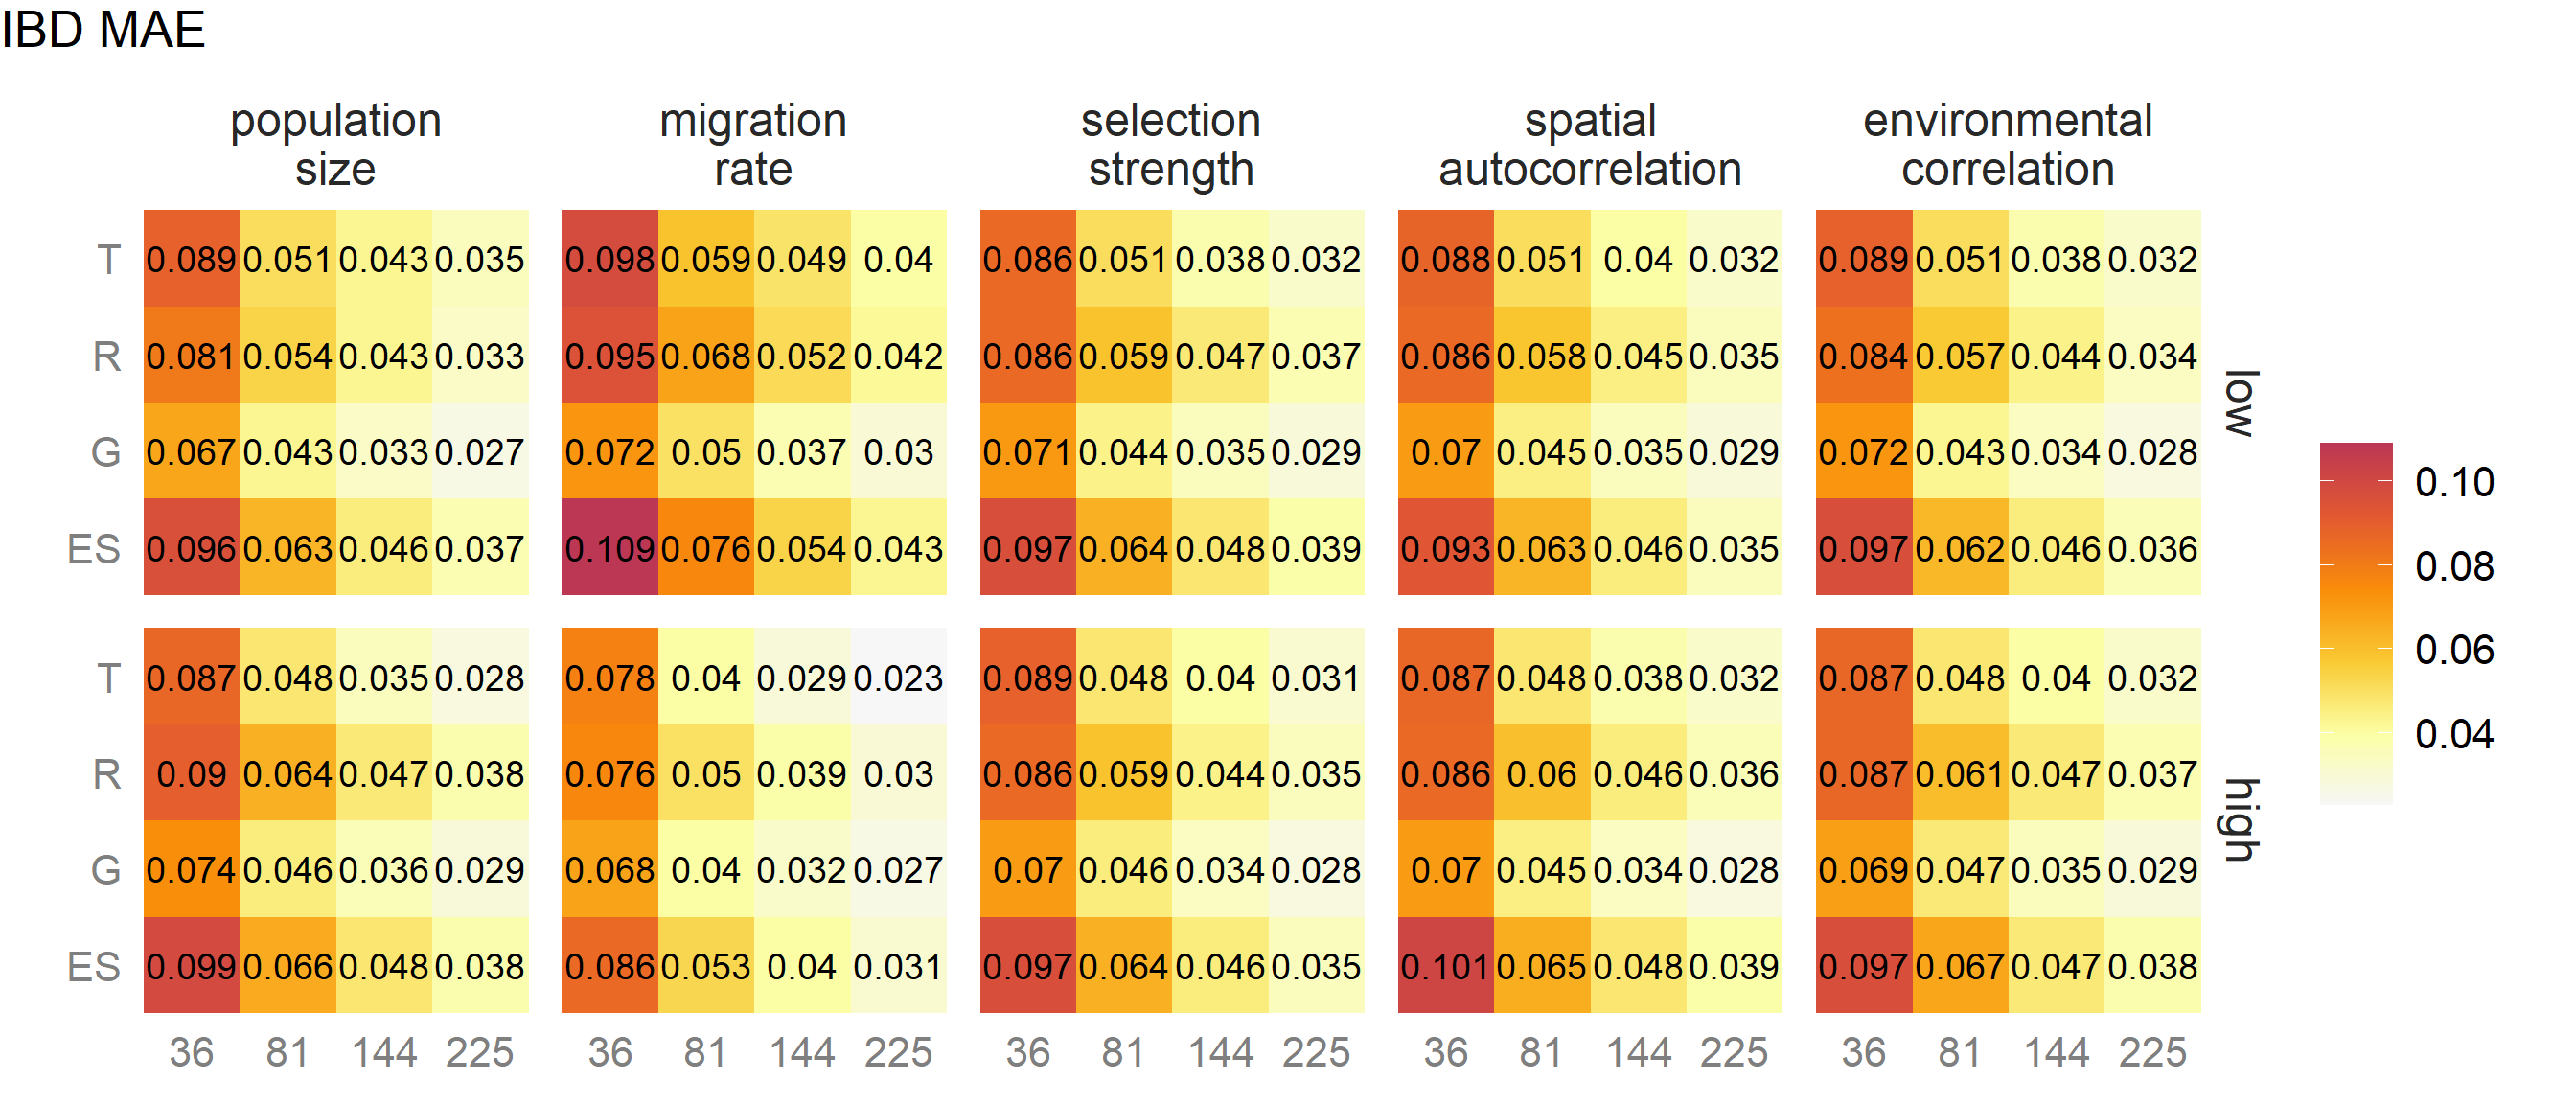 IBD MAE
population migration selection spatial environmental
size rate strength autocorrelation correlation
T 0.089 0.051 0.043 0.035 0.098 0.059 0.049 0.04 0.086 0.051 0.038 0.032 0.088 0.051 0.04 0.032 0.089 0.051 0.038 0.032
R 0.081 0.054 0.043 0.033 0.095 0.068 0.052 0.042 0.086 0.059 0.047 0.037 0.086 0.058 0.045 0.035 0.084 0.057 0.044 0.034
low
G 0.067 0.043 0.033 0.027 0.072 0.05 0.037 0.03 0.071 0.044 0.035 0.029 0.07 0.045 0.035 0.029 0.072 0.043 0.034 0.028
ES 0.096 0.063 0.046 0.037 0.109 0.076 0.054 0.043 0.097 0.064 0.048 0.039 0.093 0.063 0.046 0.035 0.097 0.062 0.046 0.036
T 0.087 0.048 0.035 0.028 0.078 0.04 0.029 0.023 0.089 0.048 0.04 0.031 0.087 0.048 0.038 0.032 0.087 0.048 0.04 0.032
R 0.09 0.064 0.047 0.038 0.076 0.05 0.039 0.03 0.086 0.059 0.044 0.035 0.086 0.06 0.046 0.036 0.087 0.061 0.047 0.037
high
G 0.074 0.046 0.036 0.029 0.068 0.04 0.032 0.027 0.07 0.046 0.034 0.028 0.07 0.045 0.034 0.028 0.069 0.047 0.035 0.029
ES 0.099 0.066 0.048 0.038 0.086 0.053 0.04 0.031 0.097 0.064 0.046 0.035 0.101 0.065 0.048 0.039 0.097 0.067 0.047 0.038
36 81 144 225 36 81 144 225 36 81 144 225 36 81 144 225 36 81 144 225
0.10
0.08
0.06
0.04